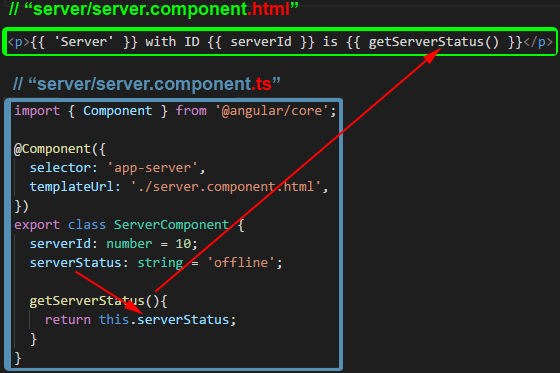 // “server/server.component.html”
<p>{{ 'Server' }} with ID {{ serverId }} is {{ getServerStatus() }}</p>
// “server/server.component.ts”
import { Component } from '@angular/core';
@Component({
  selector: 'app-server',
  templateUrl: './server.component.html',
})
export class ServerComponent {
  serverId: number = 10;
  serverStatus: string = 'offline';
  getServerStatus(){
    return this.serverStatus;
  }
}